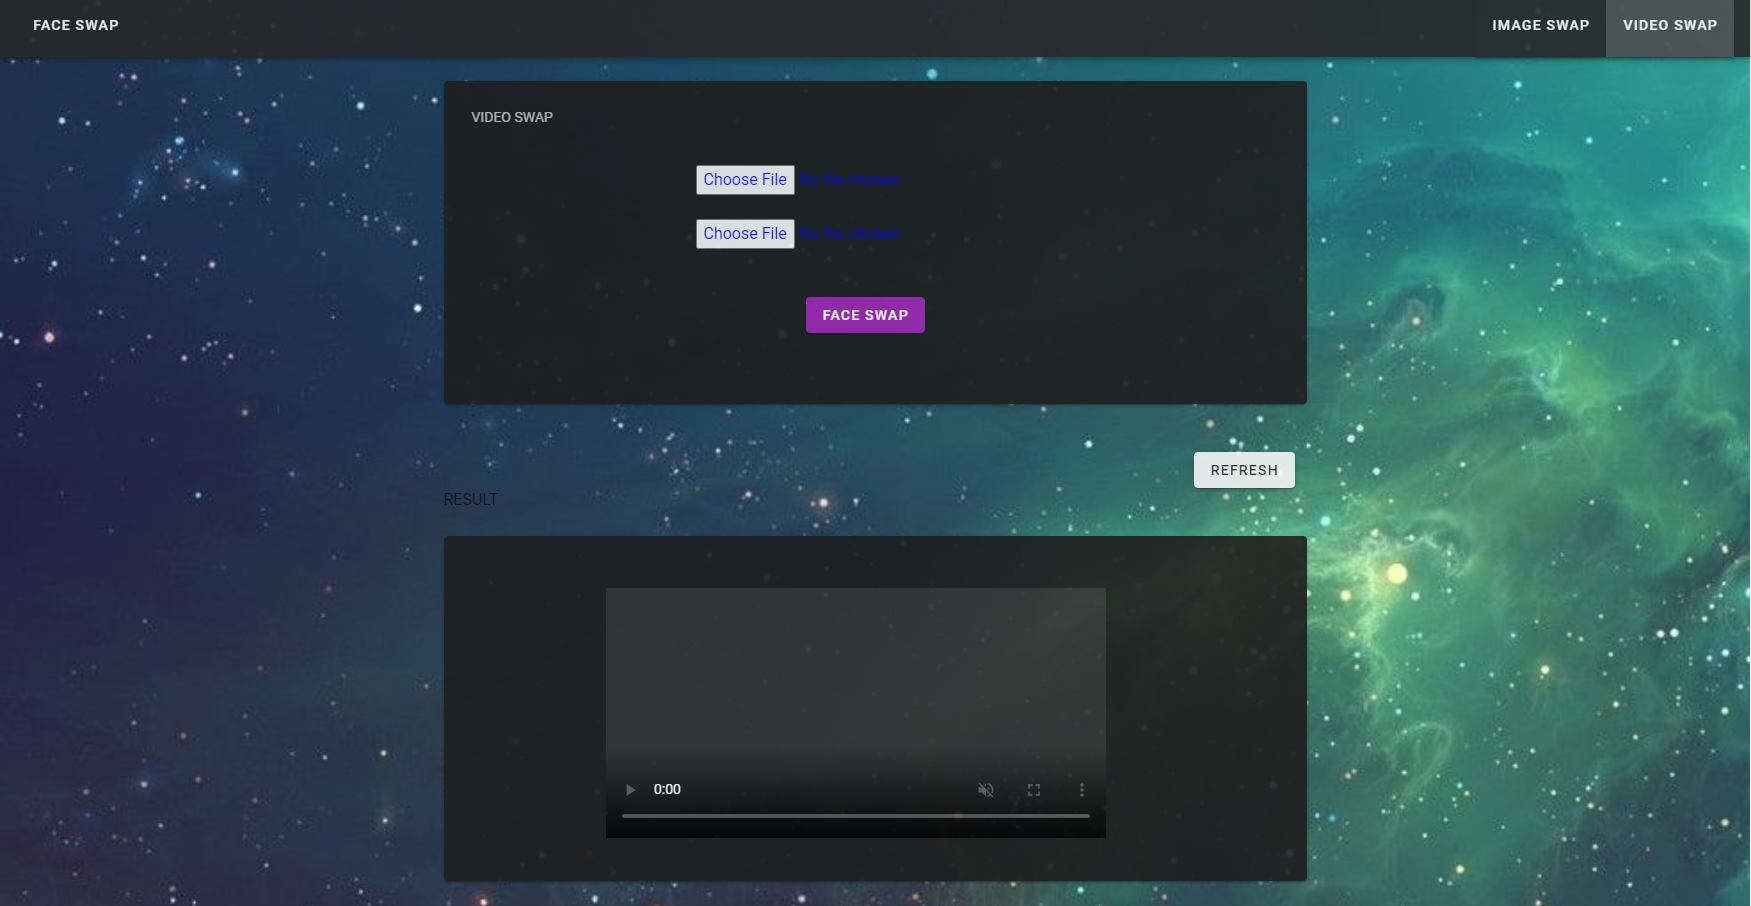 FACE SWAP
IMAGE SWAP
VIDEO SWAP
VIDEO SWAP
Choose File No file chosen
Choose File No file chosen
FACE SWAP
REFRESH
RESULT
0:00